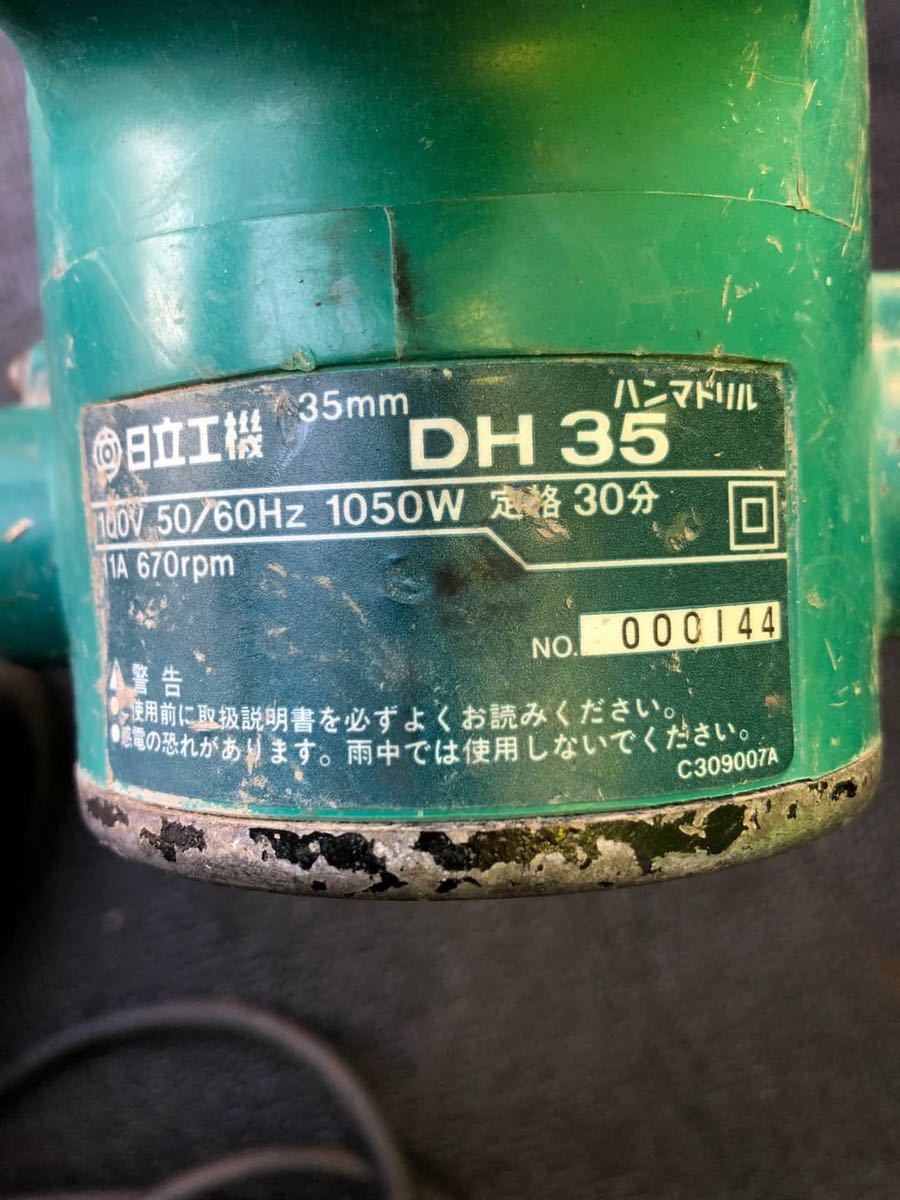 日立工機 35mm DH 35 ハンマドリル
100V 50/60Hz 1050W 定格 30分
11A 670rpm
NO. 000144
警告
使用前に取扱説明書を必ずよくお読みください。
●感電の恐れがあります。雨中では使用しないでください。
C309007A